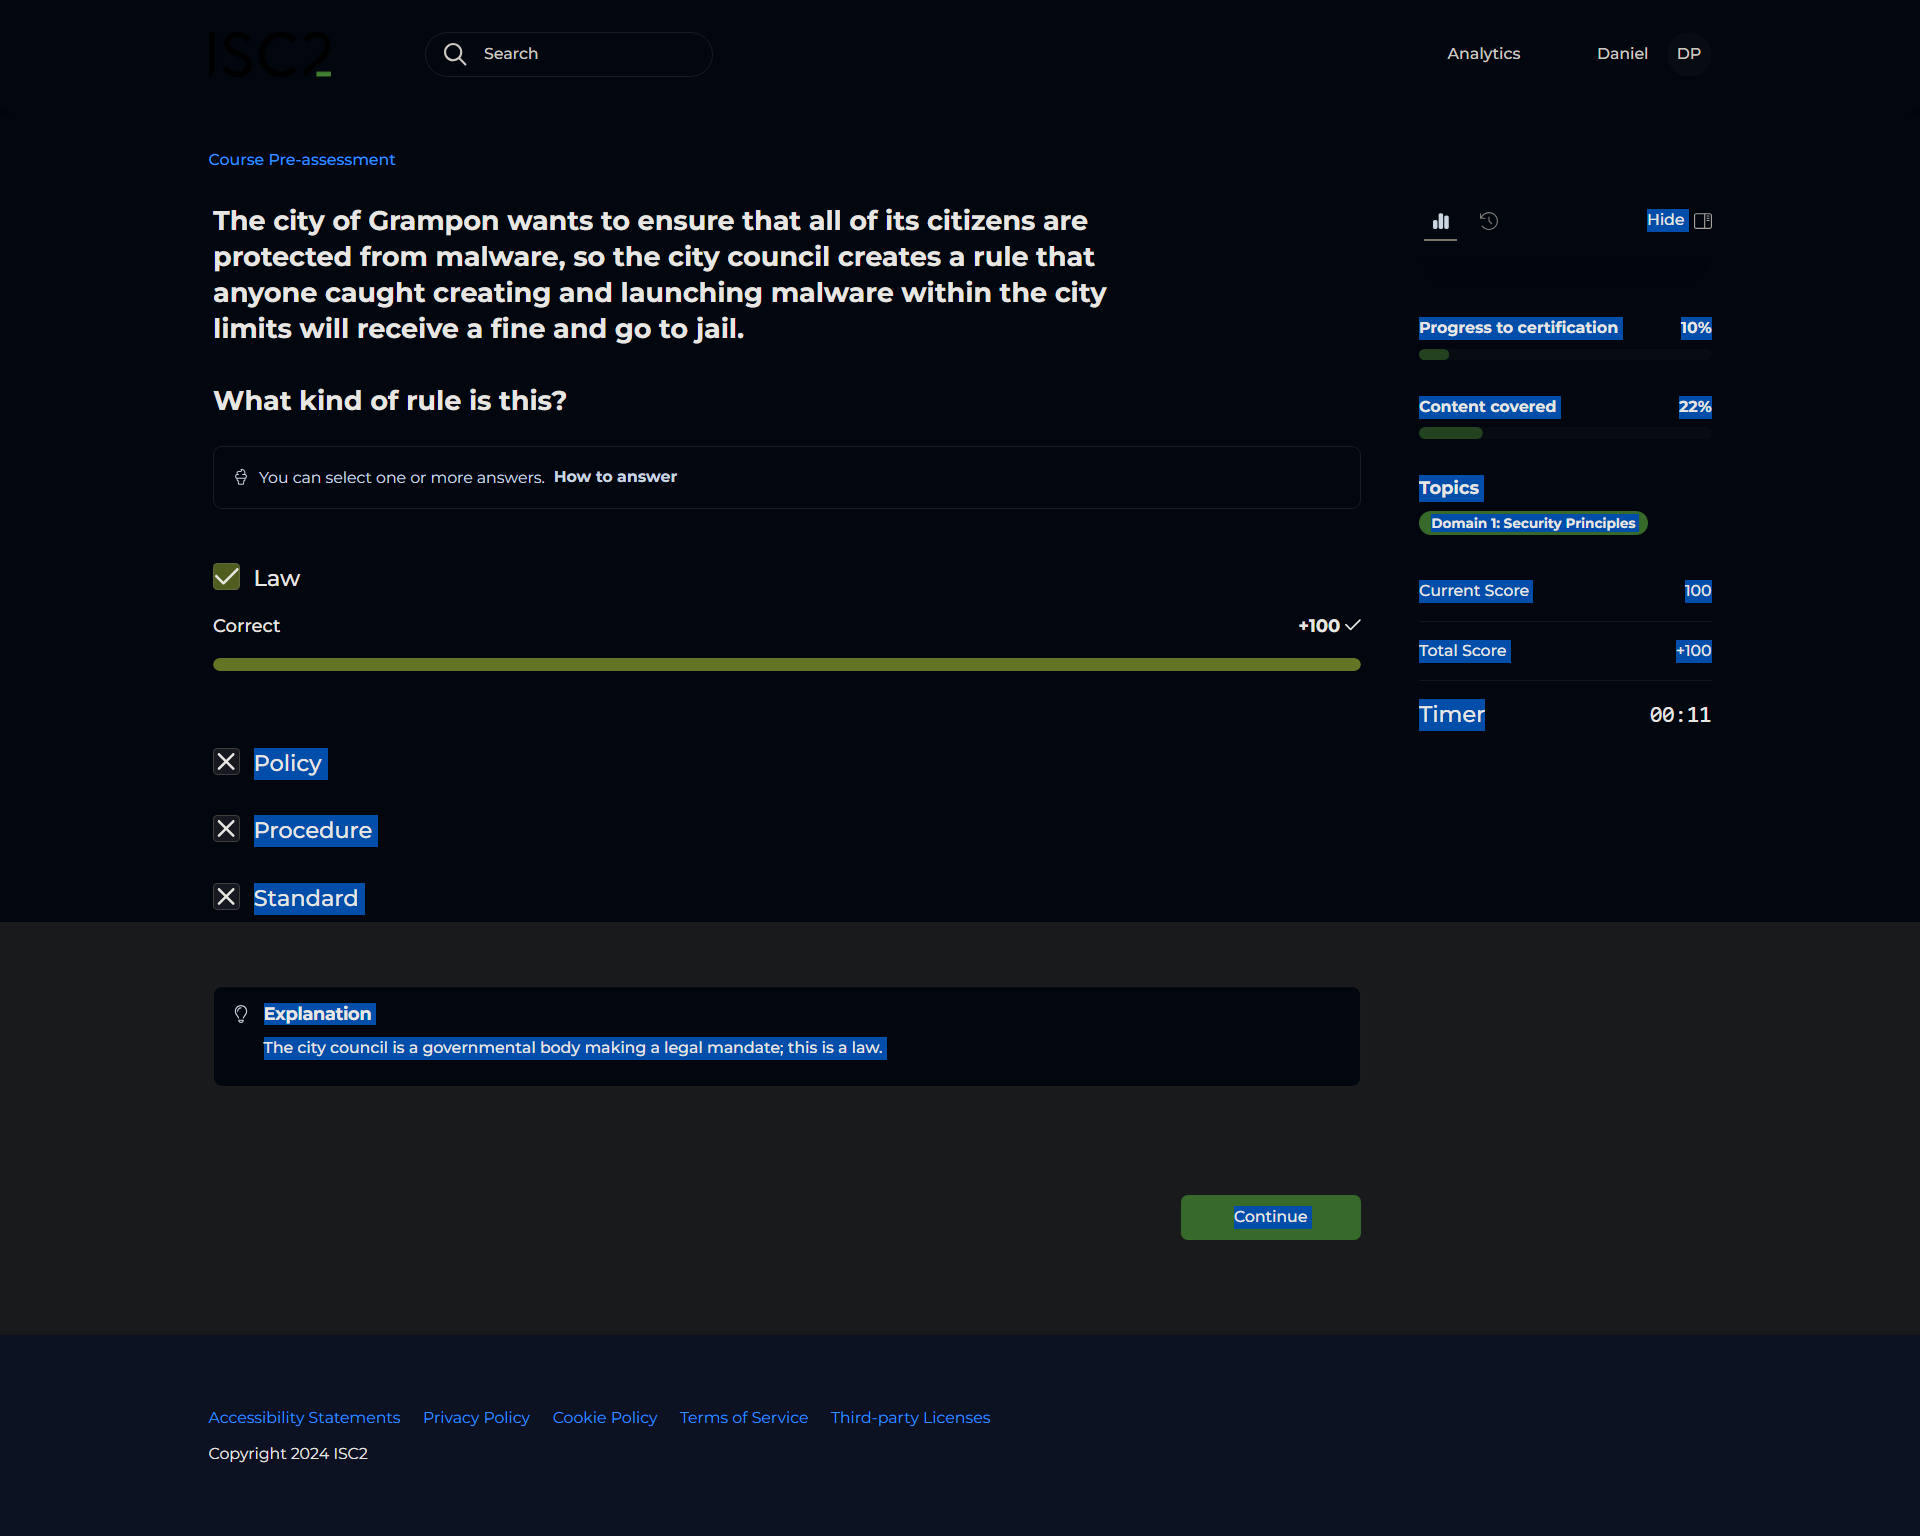 ISC2
Search
Analytics
Daniel
DP
Course Pre-assessment
The city of Grampon wants to ensure that all of its citizens are
protected from malware, so the city council creates a rule that
anyone caught creating and launching malware within the city
limits will receive a fine and go to jail.
What kind of rule is this?
You can select one or more answers. How to answer
Law
Correct
+100
Policy
Procedure
Standard
Explanation
The city council is a governmental body making a legal mandate; this is a law.
Continue
Hide
Progress to certification 10%
Content covered 22%
Topics
Domain 1: Security Principles
Current Score 100
Total Score +100
Timer 00:11
Accessibility Statements Privacy Policy Cookie Policy Terms of Service Third-party Licenses
Copyright 2024 ISC2